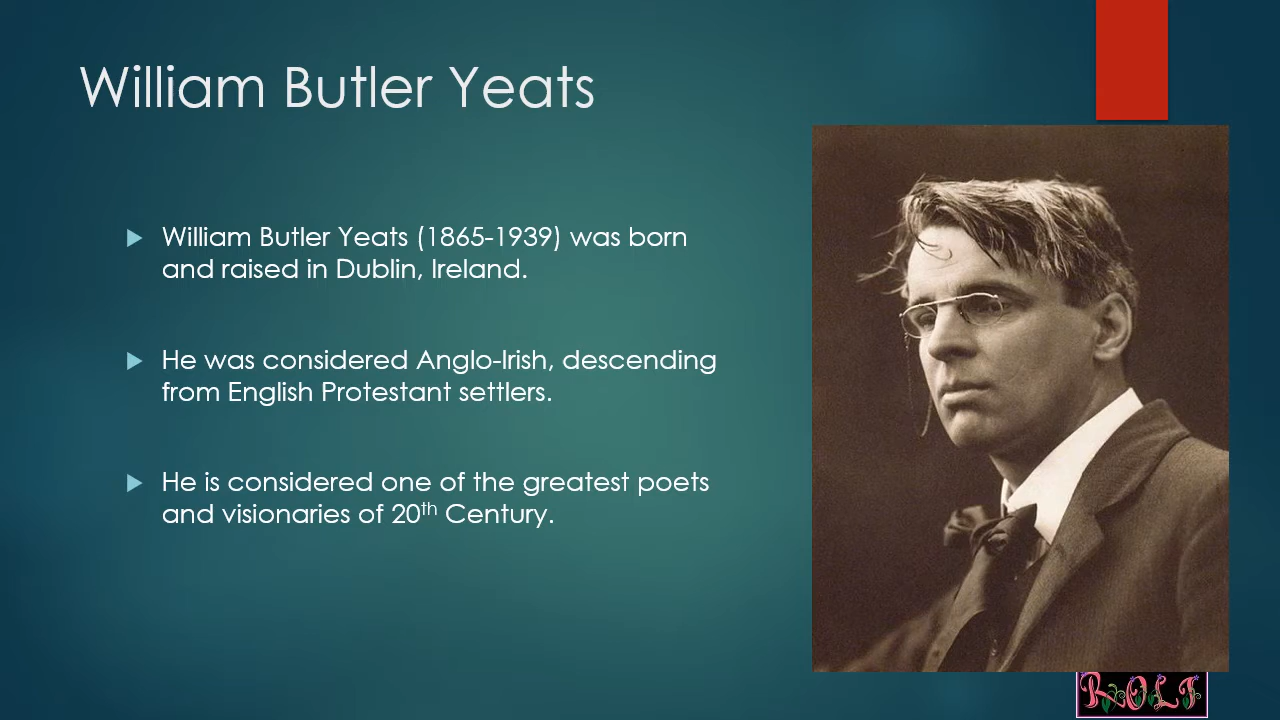 William Butler Yeats
William Butler Yeats (1865-1939) was born
and raised in Dublin, Ireland.
He was considered Anglo-Irish, descending
from English Protestant settlers.
He is considered one of the greatest poets
and visionaries of 20th Century.
ROLF